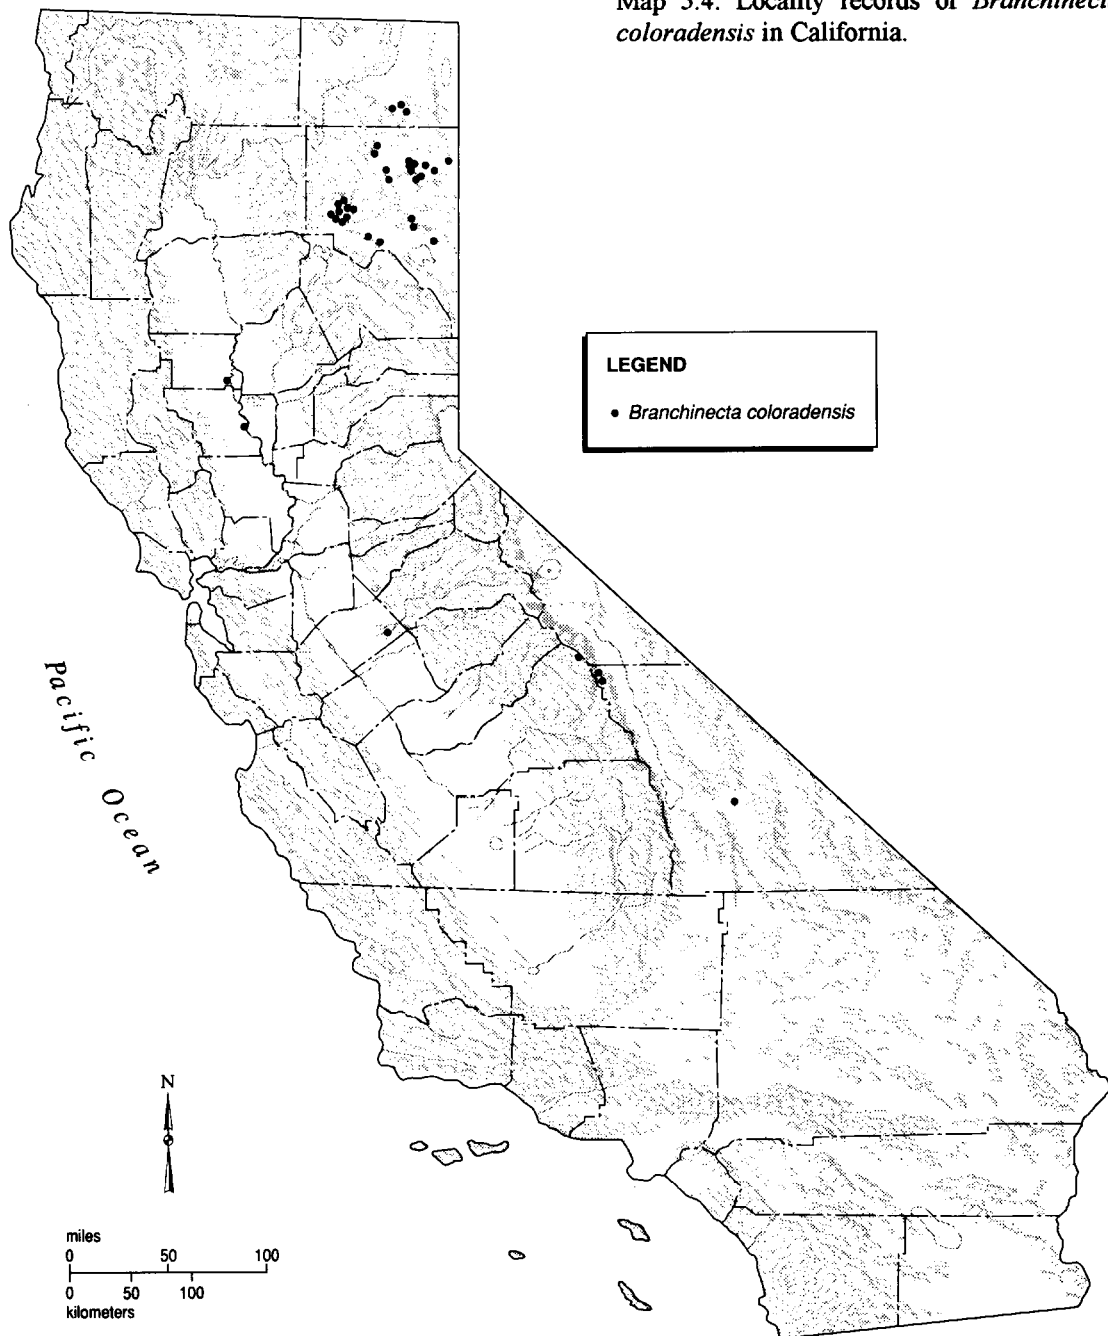 Map 5.4. Locality records of Branchinecta
coloradensis in California.
LEGEND
• Branchinecta coloradensis
Pacific Ocean
N
miles
0 50 100
0 50 100
kilometers